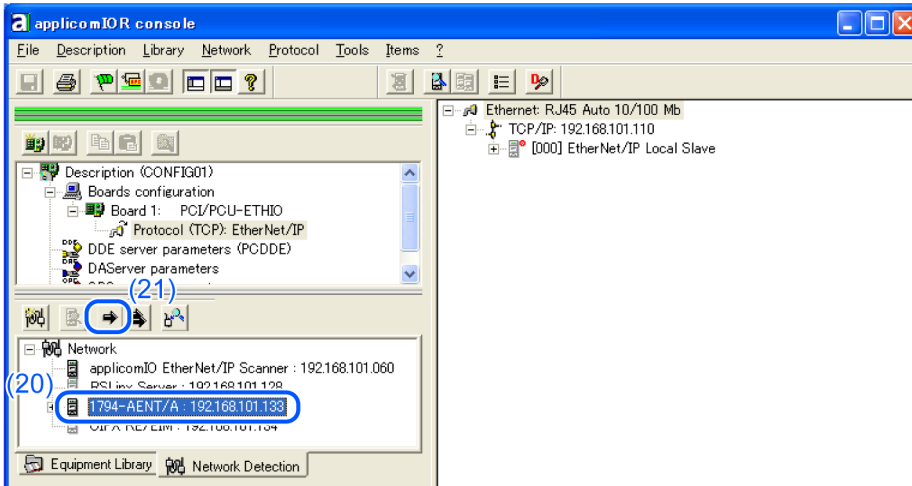 applicomIOR console
File Description Library Network Protocol Tools Items ?
Ethernet: RJ45 Auto 10/100 Mb
TCP/IP: 192.168.101.110
[000] EtherNet/IP Local Slave
Description (CONFIG01)
Boards configuration
Board 1: PCI/PCU-ETHIO
Protocol (TCP): EtherNet/IP
DDE server parameters (PCDDE)
DAServer parameters
(21)
Network
applicomIO EtherNet/IP Scanner : 192.168.101.060
RSLinx Server : 192.168.101.128
(20)
1794-AENT/A : 192.168.101.133
Equipment Library Network Detection